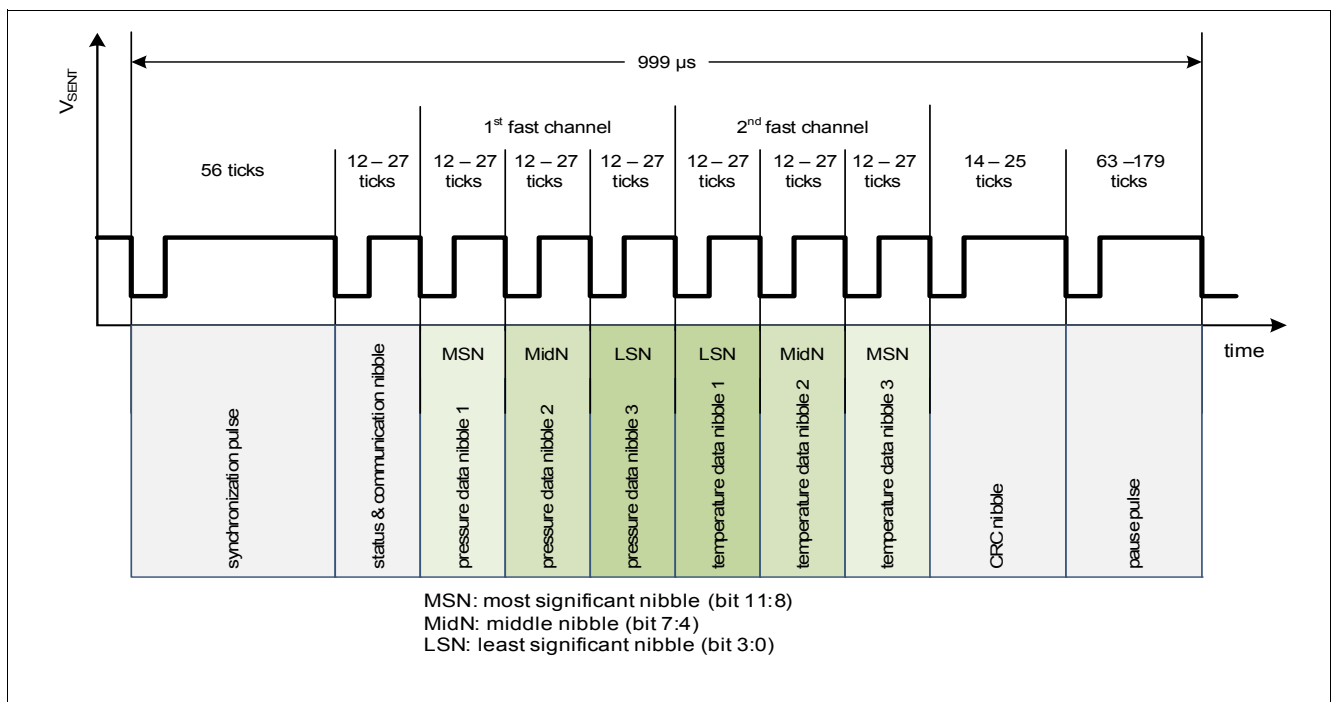 999 µs
V_SENT
1st fast channel
2nd fast channel
56 ticks
12 – 27
ticks
12 – 27
ticks
12 – 27
ticks
12 – 27
ticks
12 – 27
ticks
12 – 27
ticks
12 – 27
ticks
14 – 25
ticks
63 –179
ticks
time
synchronization pulse
status & communication nibble
MSN
pressure data nibble 1
MidN
pressure data nibble 2
LSN
pressure data nibble 3
LSN
temperature data nibble 1
MidN
temperature data nibble 2
MSN
temperature data nibble 3
CRC nibble
pause pulse
MSN: most significant nibble (bit 11:8)
MidN: middle nibble (bit 7:4)
LSN: least significant nibble (bit 3:0)